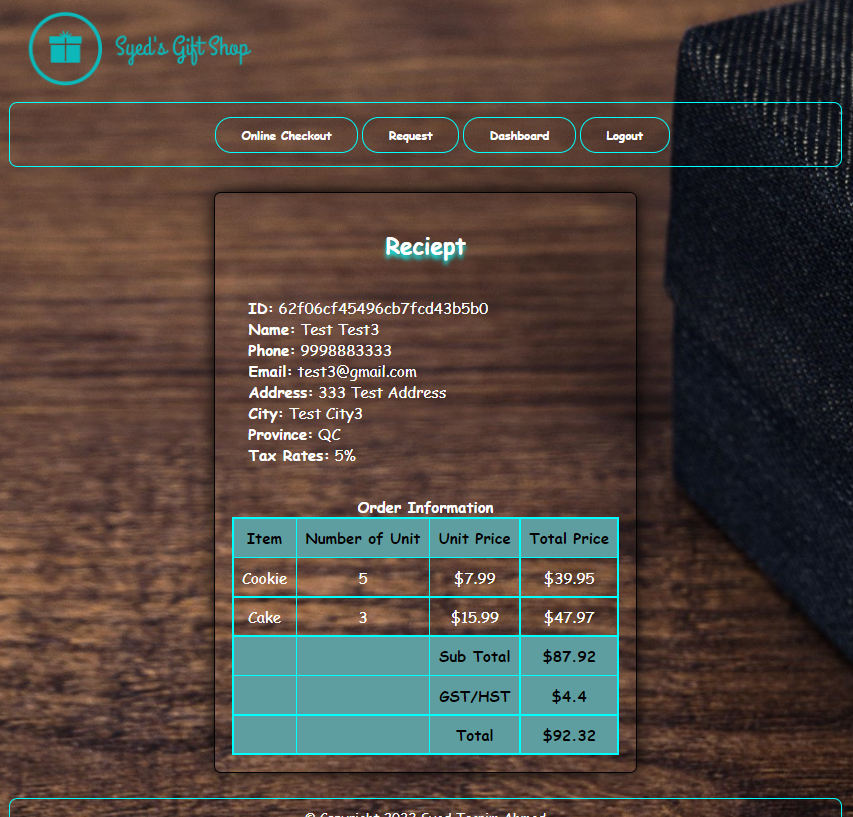 Syed's Gift Shop
Online Checkout Request Dashboard Logout
Reciept
ID: 62f06cf45496cb7fcd43b5b0
Name: Test Test3
Phone: 9998883333
Email: test3@gmail.com
Address: 333 Test Address
City: Test City3
Province: QC
Tax Rates: 5%
Order Information
Item Number of Unit Unit Price Total Price
Cookie 5 $7.99 $39.95
Cake 3 $15.99 $47.97
Sub Total $87.92
GST/HST $4.4
Total $92.32
© Copyright